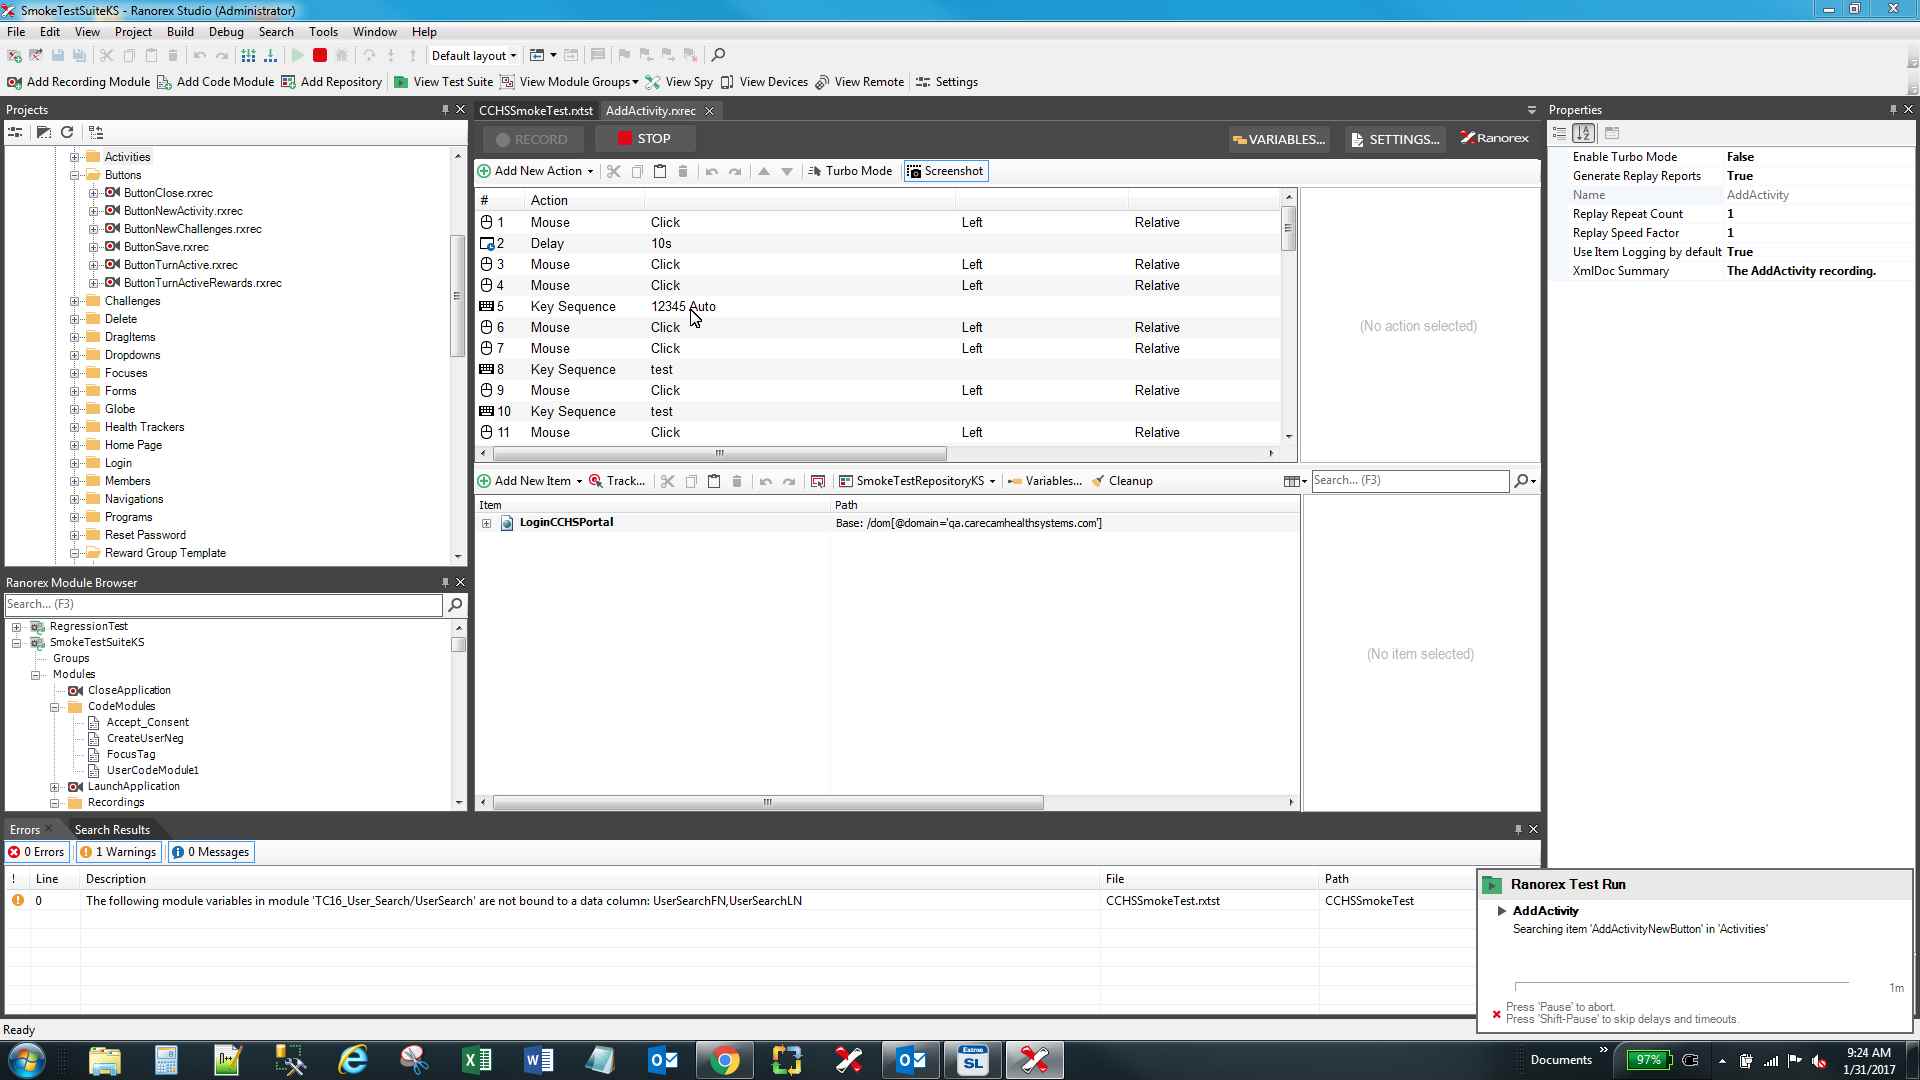 SmokeTestSuiteKS - Ranorex Studio (Administrator)
File Edit View Project Build Debug Search Tools Window Help
Default layout
Add Recording Module Add Code Module Add Repository View Test Suite View Module Groups View Spy View Devices View Remote Settings
Projects
Activities
Buttons
ButtonClose.rxrec
ButtonNewActivity.rxrec
ButtonNewChallenges.rxrec
ButtonSave.rxrec
ButtonTurnActive.rxrec
ButtonTurnActiveRewards.rxrec
Challenges
Delete
DragItems
Dropdowns
Focuses
Forms
Globe
Health Trackers
Home Page
Login
Members
Navigations
Programs
Reset Password
Reward Group Template
Ranorex Module Browser
Search... (F3)
RegressionTest
SmokeTestSuiteKS
Groups
Modules
CloseApplication
CodeModules
Accept_Consent
CreateUserNeg
FocusTag
UserCodeModule1
LaunchApplication
Recordings
CCHSSmokeTest.rxtst AddActivity.rxrec
RECORD STOP VARIABLES... SETTINGS... Ranorex
Add New Action Turbo Mode Screenshot
# Action
1 Mouse Click Left Relative
2 Delay 10s
3 Mouse Click Left Relative
4 Mouse Click Left Relative
5 Key Sequence 12345 Auto
6 Mouse Click Left Relative
7 Mouse Click Left Relative
8 Key Sequence test
9 Mouse Click Left Relative
10 Key Sequence test
11 Mouse Click Left Relative
(No action selected)
Add New Item Track... SmokeTestRepositoryKS Variables... Cleanup Search... (F3)
Item Path
LoginCCHSPortal Base: /dom[@domain='qa.carecamhealthsystems.com']
(No item selected)
Properties
Enable Turbo Mode False
Generate Replay Reports True
Name AddActivity
Replay Repeat Count 1
Replay Speed Factor 1
Use Item Logging by default True
XmlDoc Summary The AddActivity recording.
Errors Search Results
0 Errors 1 Warnings 0 Messages
! Line Description File Path
0 The following module variables in module 'TC16_User_Search/UserSearch' are not bound to a data column: UserSearchFN,UserSearchLN CCHSSmokeTest.rxtst CCHSSmokeTest
Ranorex Test Run
AddActivity
Searching item 'AddActivityNewButton' in 'Activities'
1m
Press 'Pause' to abort.
Press 'Shift-Pause' to skip delays and timeouts.
Ready
Extron
SL
Documents
97%
9:24 AM
1/31/2017